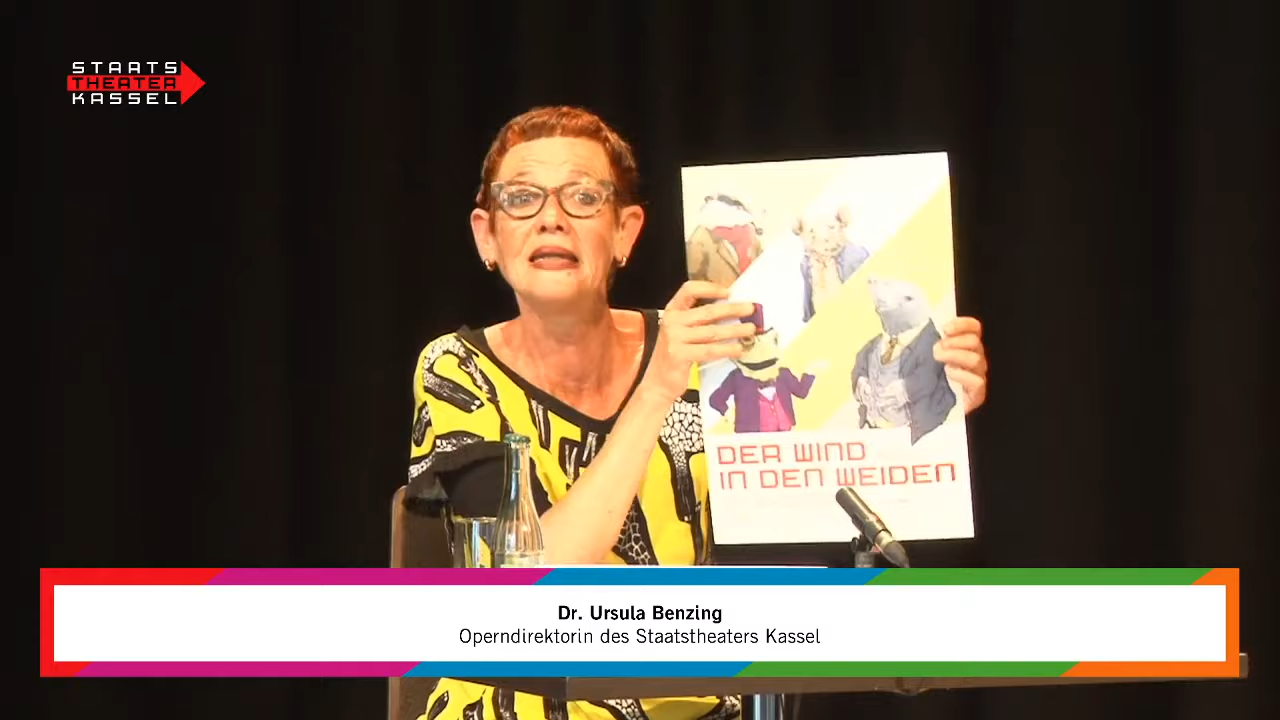 STAATS
THEATER
KASSEL
DER WIND
IN DEN WEIDEN
Dr. Ursula Benzing
Operndirektorin des Staatstheaters Kassel